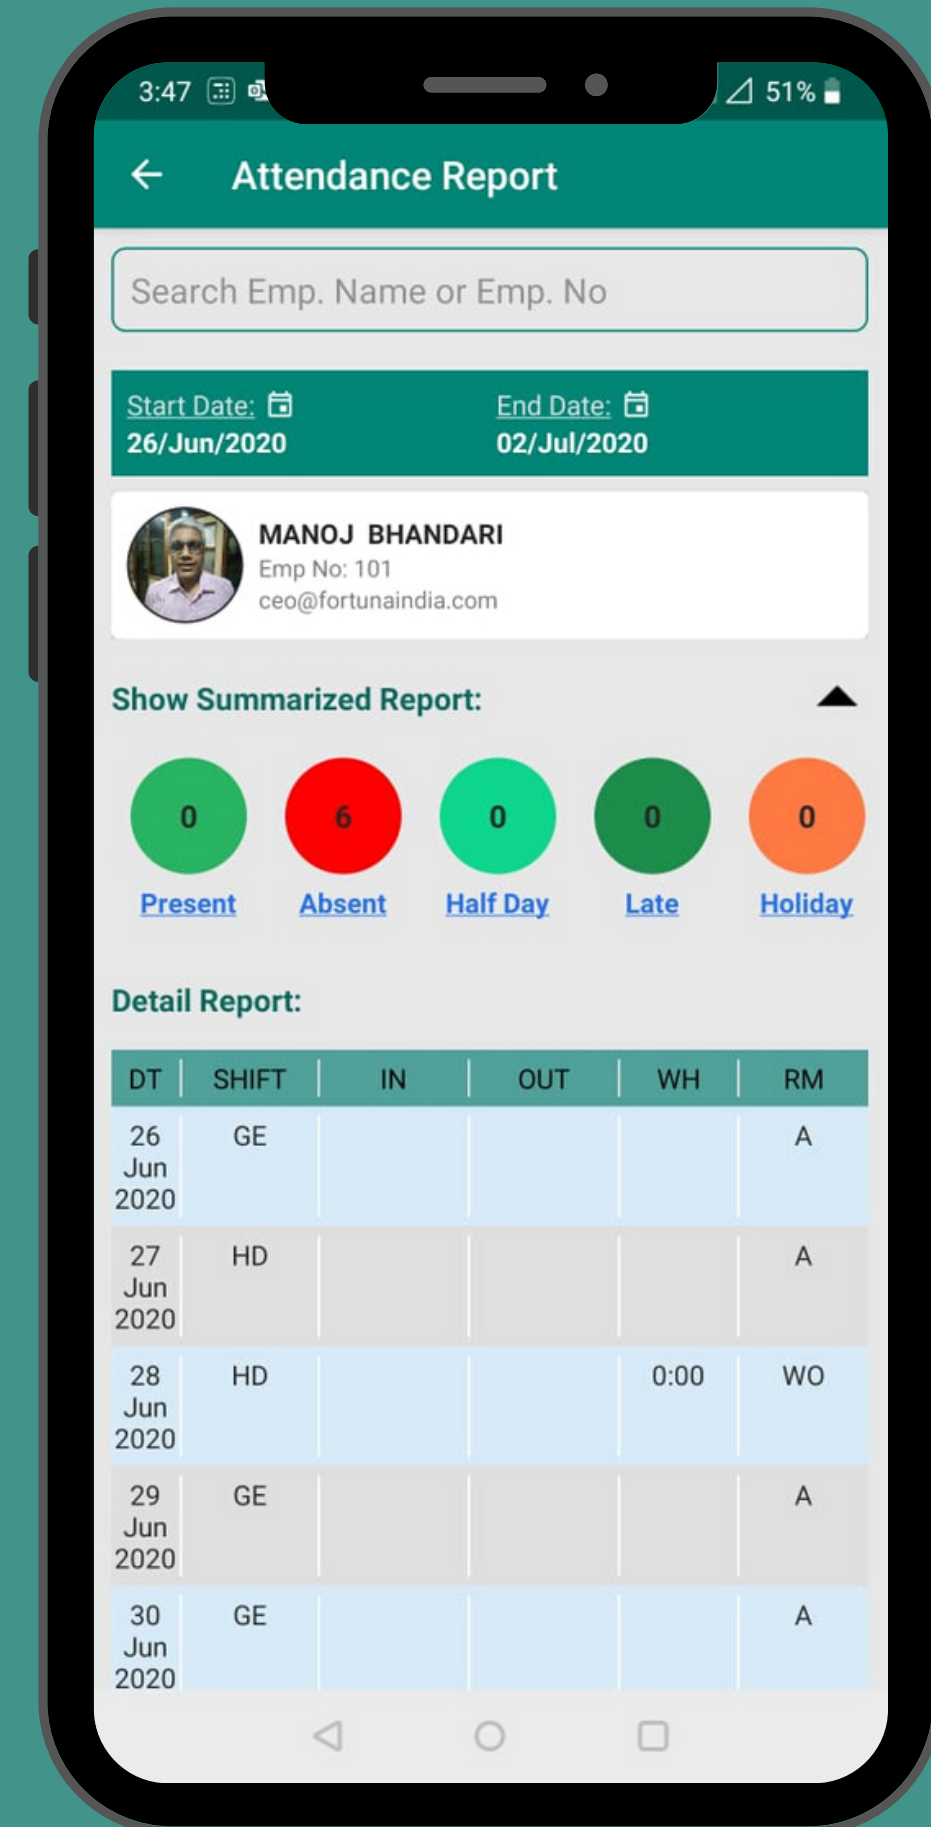 3:47 51%
Attendance Report
Search Emp. Name or Emp. No
Start Date: End Date:
26/Jun/2020 02/Jul/2020
MANOJ BHANDARI
Emp No: 101
ceo@fortunaindia.com
Show Summarized Report:
0 6 0 0 0
Present Absent Half Day Late Holiday
Detail Report:
DT SHIFT IN OUT WH RM
26 GE A
Jun
2020
27 HD A
Jun
2020
28 HD 0:00 WO
Jun
2020
29 GE A
Jun
2020
30 GE A
Jun
2020